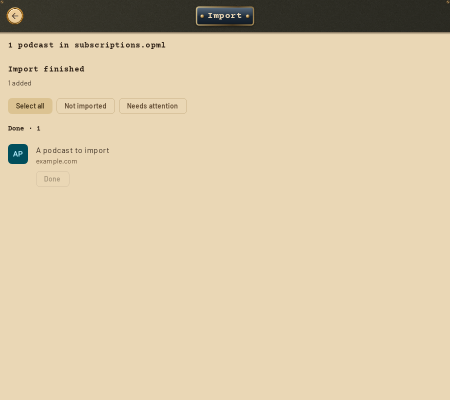 Import
1 podcast in subscriptions.opml
Import finished
1 added
Select all
Not imported
Needs attention
Done · 1
AP
A podcast to import
example.com
Done